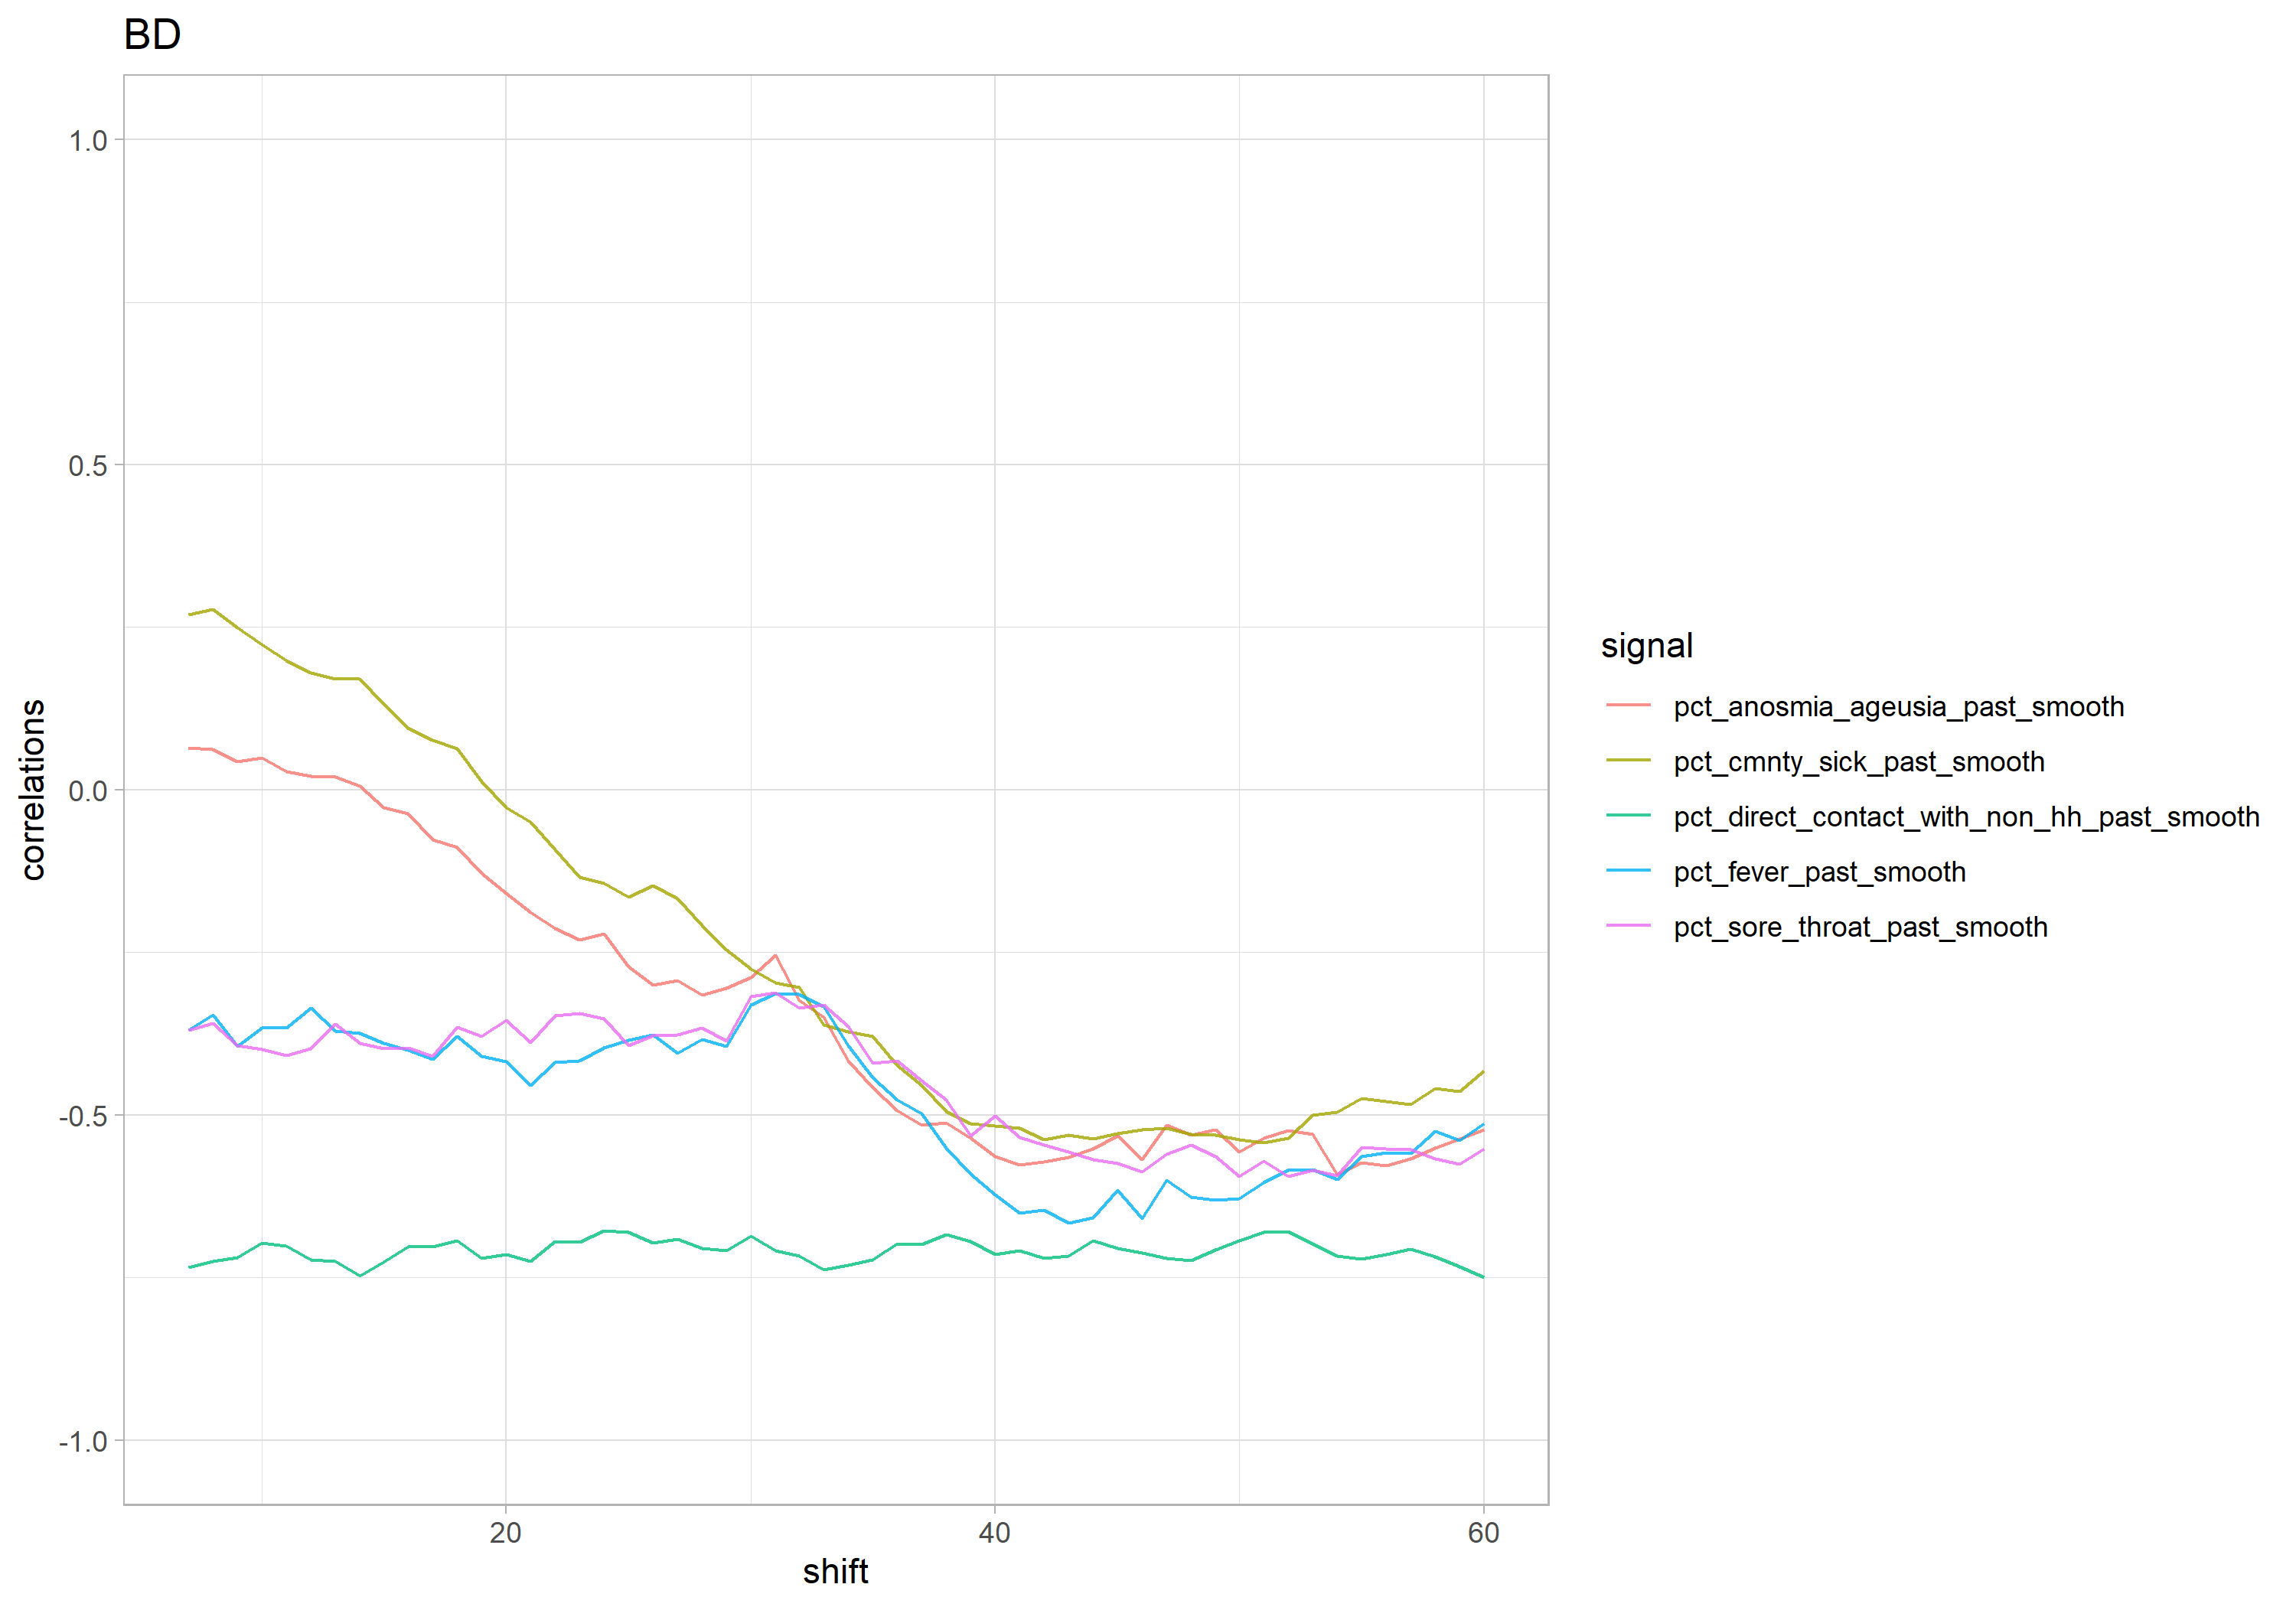 BD
1.0
0.5
0.0
-0.5
-1.0
correlations
20 40 60
shift
signal
pct_anosmia_ageusia_past_smooth
pct_cmnty_sick_past_smooth
pct_direct_contact_with_non_hh_past_smooth
pct_fever_past_smooth
pct_sore_throat_past_smooth